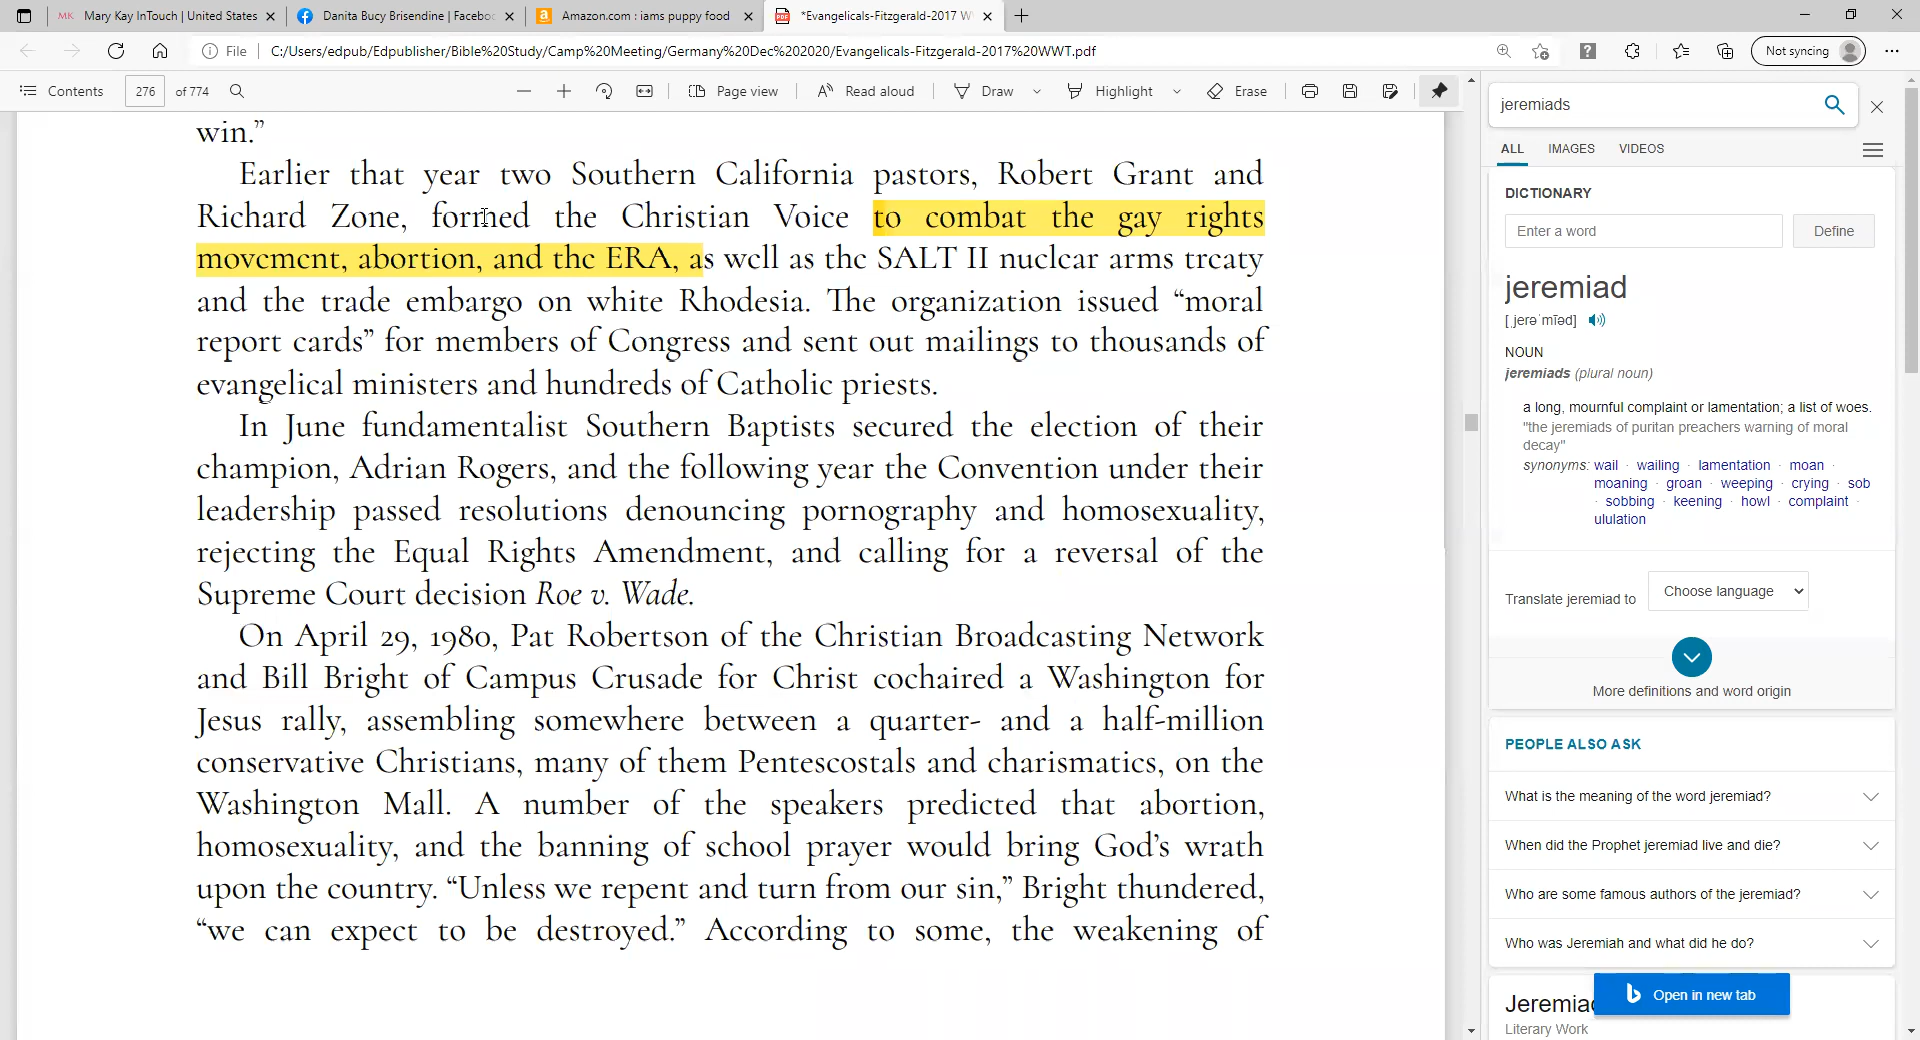 Mary Kay InTouch | United States
Danita Bucy Brisendine | Faceboo
Amazon.com : iams puppy food
*Evangelicals-Fitzgerald-2017 W
File
C:/Users/edpub/Edpublisher/Bible%20Study/Camp%20Meeting/Germany%20Dec%202020/Evangelicals-Fitzgerald-2017%20WWT.pdf
Not syncing
Contents
276 of 774
Page view
Read aloud
Draw
Highlight
Erase
win.”
Earlier that year two Southern California pastors, Robert Grant and
Richard Zone, formed the Christian Voice to combat the gay rights
movement, abortion, and the ERA, as well as the SALT II nuclear arms treaty
and the trade embargo on white Rhodesia. The organization issued “moral
report cards” for members of Congress and sent out mailings to thousands of
evangelical ministers and hundreds of Catholic priests.
In June fundamentalist Southern Baptists secured the election of their
champion, Adrian Rogers, and the following year the Convention under their
leadership passed resolutions denouncing pornography and homosexuality,
rejecting the Equal Rights Amendment, and calling for a reversal of the
Supreme Court decision Roe v. Wade.
On April 29, 1980, Pat Robertson of the Christian Broadcasting Network
and Bill Bright of Campus Crusade for Christ cochaired a Washington for
Jesus rally, assembling somewhere between a quarter- and a half-million
conservative Christians, many of them Pentescostals and charismatics, on the
Washington Mall. A number of the speakers predicted that abortion,
homosexuality, and the banning of school prayer would bring God’s wrath
upon the country. “Unless we repent and turn from our sin,” Bright thundered,
“we can expect to be destroyed.” According to some, the weakening of
jeremiads
ALL IMAGES VIDEOS
DICTIONARY
Enter a word
Define
jeremiad
[ˌjerəˈmīəd]
NOUN
jeremiads (plural noun)
a long, mournful complaint or lamentation; a list of woes.
"the jeremiads of puritan preachers warning of moral
decay"
synonyms: wail · wailing · lamentation · moan ·
moaning · groan · weeping · crying · sob
· sobbing · keening · howl · complaint ·
ululation
Translate jeremiad to
Choose language
More definitions and word origin
PEOPLE ALSO ASK
What is the meaning of the word jeremiad?
When did the Prophet jeremiad live and die?
Who are some famous authors of the jeremiad?
Who was Jeremiah and what did he do?
Jeremiad
Open in new tab
Literary Work